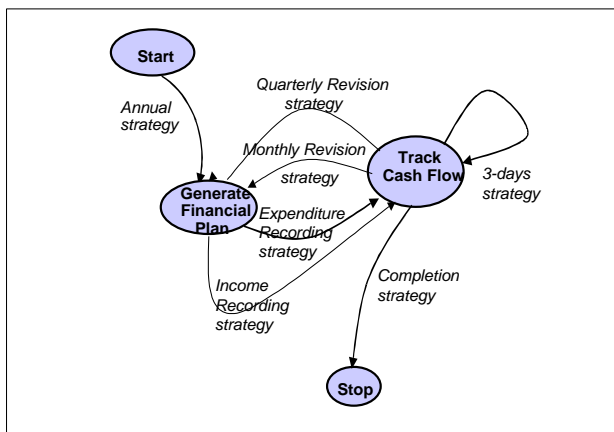 Start
Annual
strategy
Quarterly Revision
strategy
Monthly Revision
strategy
Track
Cash Flow
3-days
strategy
Generate
Financial
Plan
Expenditure
Recording
strategy
Income
Recording
strategy
Completion
strategy
Stop